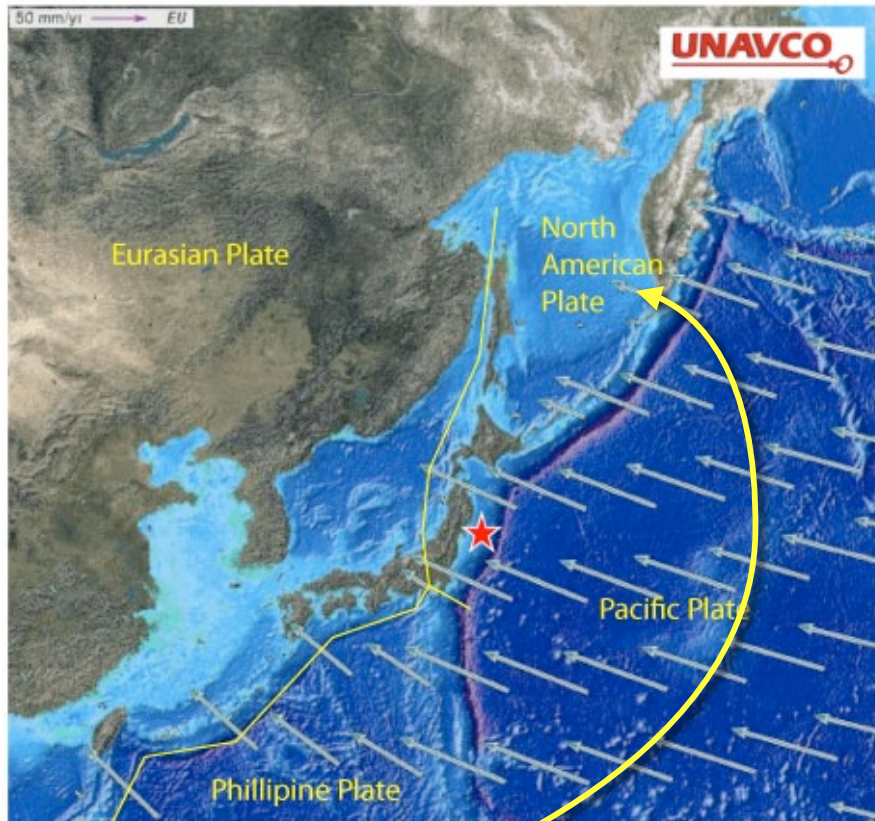 50 mm/yr EU
UNAVCO
Eurasian Plate
North
American
Plate
Pacific Plate
Phillipine Plate